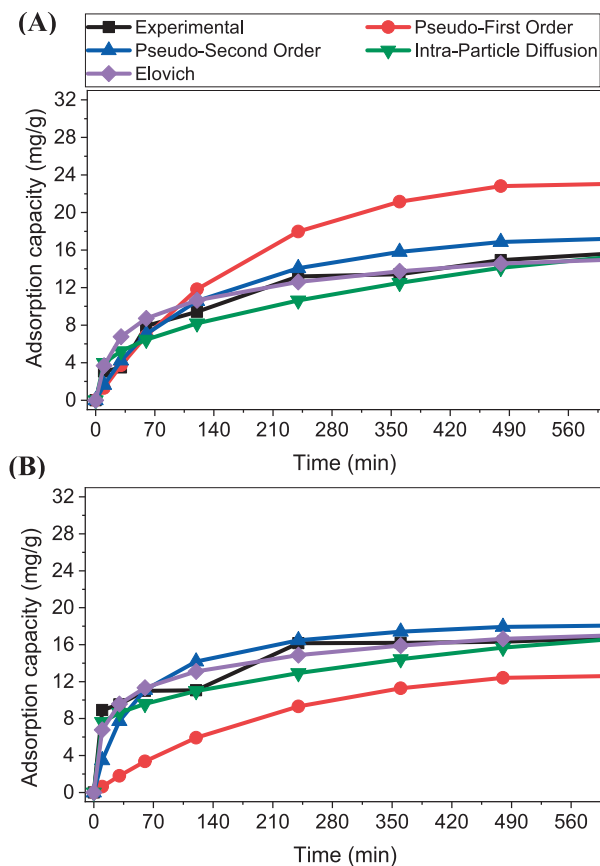 (A)
Experimental Pseudo-First Order
Pseudo-Second Order Intra-Particle Diffusion
Elovich
32
28
24
20
16
12
8
4
0
Adsorption capacity (mg/g)
0 70 140 210 280 350 420 490 560
Time (min)
(B)
32
28
24
20
16
12
8
4
0
Adsorption capacity (mg/g)
0 70 140 210 280 350 420 490 560
Time (min)